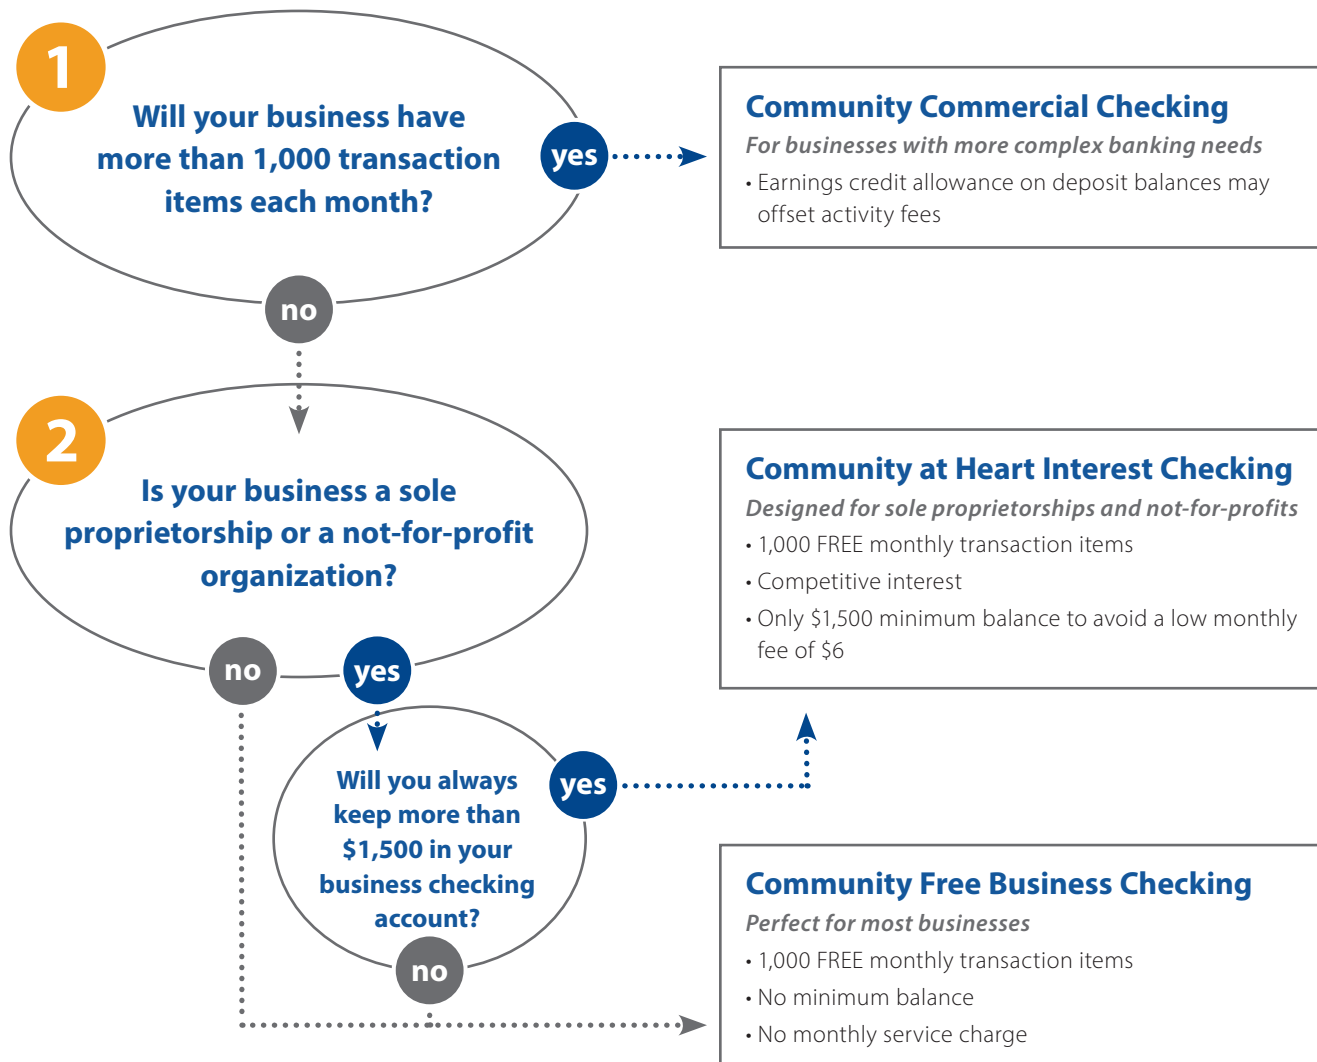 1
Will your business have
more than 1,000 transaction
items each month?
yes
no
Community Commercial Checking
For businesses with more complex banking needs
• Earnings credit allowance on deposit balances may
offset activity fees
2
Is your business a sole
proprietorship or a not-for-profit
organization?
no
yes
Community at Heart Interest Checking
Designed for sole proprietorships and not-for-profits
• 1,000 FREE monthly transaction items
• Competitive interest
• Only $1,500 minimum balance to avoid a low monthly
fee of $6
Will you always
keep more than
$1,500 in your
business checking
account?
yes
no
Community Free Business Checking
Perfect for most businesses
• 1,000 FREE monthly transaction items
• No minimum balance
• No monthly service charge